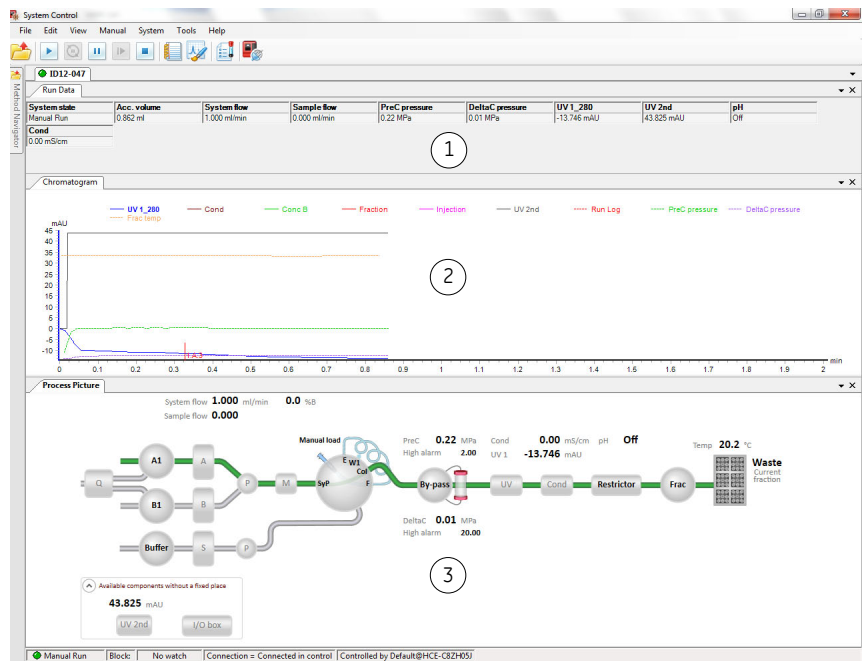 System Control
File Edit View Manual System Tools Help
ID12-047
Method Navigator
Run Data
System state Acc. volume System flow Sample flow PreC pressure DeltaC pressure UV 1_280 UV 2nd pH
Manual Run 0.862 ml 1.000 ml/min 0.000 ml/min 0.22 MPa 0.01 MPa -13.746 mAU 43.825 mAU Off
Cond
0.00 mS/cm
1
Chromatogram
UV 1_280 Cond Conc B Fraction Injection UV 2nd Run Log PreC pressure DeltaC pressure
Frac temp
mAU
45
40
35
30
25
20
15
10
5
0
-5
-10
2
1.A.3
min
0 0.1 0.2 0.3 0.4 0.5 0.6 0.7 0.8 0.9 1 1.1 1.2 1.3 1.4 1.5 1.6 1.7 1.8 1.9 2
Process Picture
System flow 1.000 ml/min 0.0 %B
Sample flow 0.000
Manual load PreC 0.22 MPa Cond 0.00 mS/cm pH Off Temp 20.2 °C
High alarm 2.00 UV 1 -13.746 mAU
A1 A E W1 Col Waste
Current
fraction
Q P M SyP F By-pass UV Cond Restrictor Frac
B1 B
DeltaC 0.01 MPa
High alarm 20.00
Buffer S P
3
Available components without a fixed place
43.825 mAU
UV 2nd I/O box
Manual Run Block: No watch Connection = Connected in control Controlled by Default@HCE-C8ZH05J